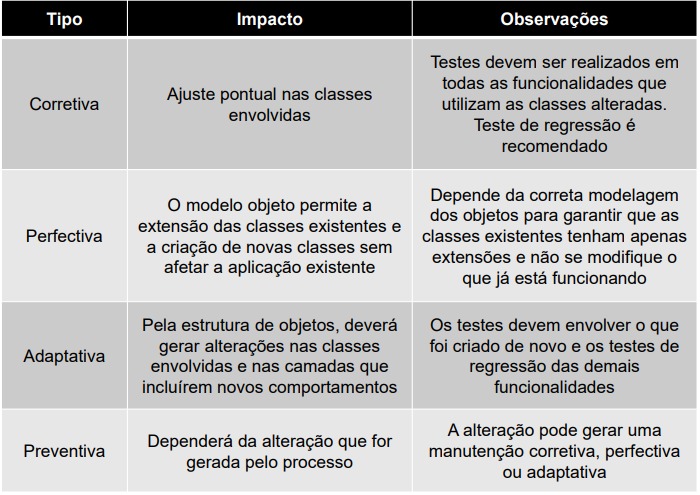 Tipo
Impacto
Observações
Corretiva
Ajuste pontual nas classes
envolvidas
Testes devem ser realizados em
todas as funcionalidades que
utilizam as classes alteradas.
Teste de regressão é
recomendado
Perfectiva
O modelo objeto permite a
extensão das classes existentes e
a criação de novas classes sem
afetar a aplicação existente
Depende da correta modelagem
dos objetos para garantir que as
classes existentes tenham apenas
extensões e não se modifique o
que já está funcionando
Adaptativa
Pela estrutura de objetos, deverá
gerar alterações nas classes
envolvidas e nas camadas que
incluírem novos comportamentos
Os testes devem envolver o que
foi criado de novo e os testes de
regressão das demais
funcionalidades
Preventiva
Dependerá da alteração que for
gerada pelo processo
A alteração pode gerar uma
manutenção corretiva, perfectiva
ou adaptativa